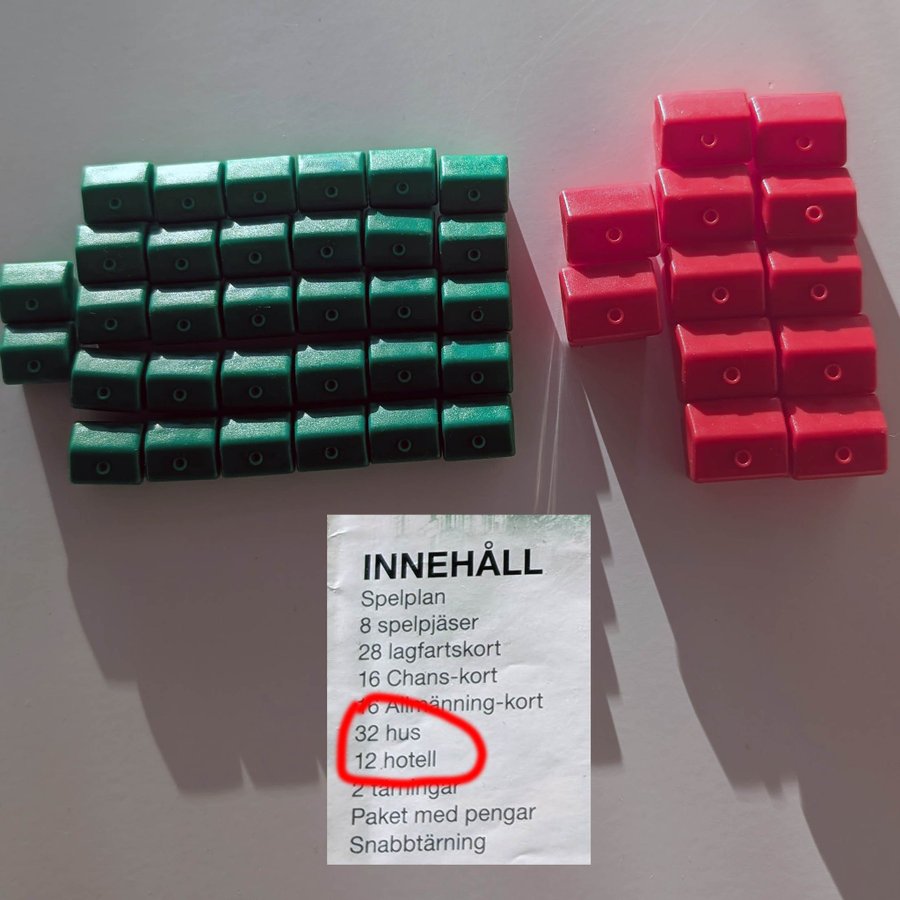 INNEHÅLL
Spelplan
8 spelpjäser
28 lagfartskort
16 Chans-kort
16 Allmänning-kort
32 hus
12 hotell
2 tärningar
Paket med pengar
Snabbtärning